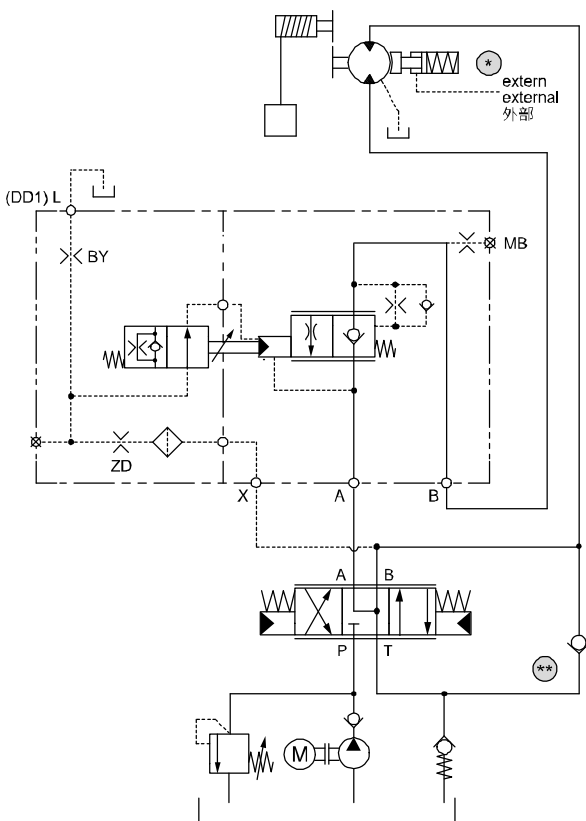 *
extern
external
外部
(DD1) L
BY
MB
ZD
X
A
B
A B
P T
**
M